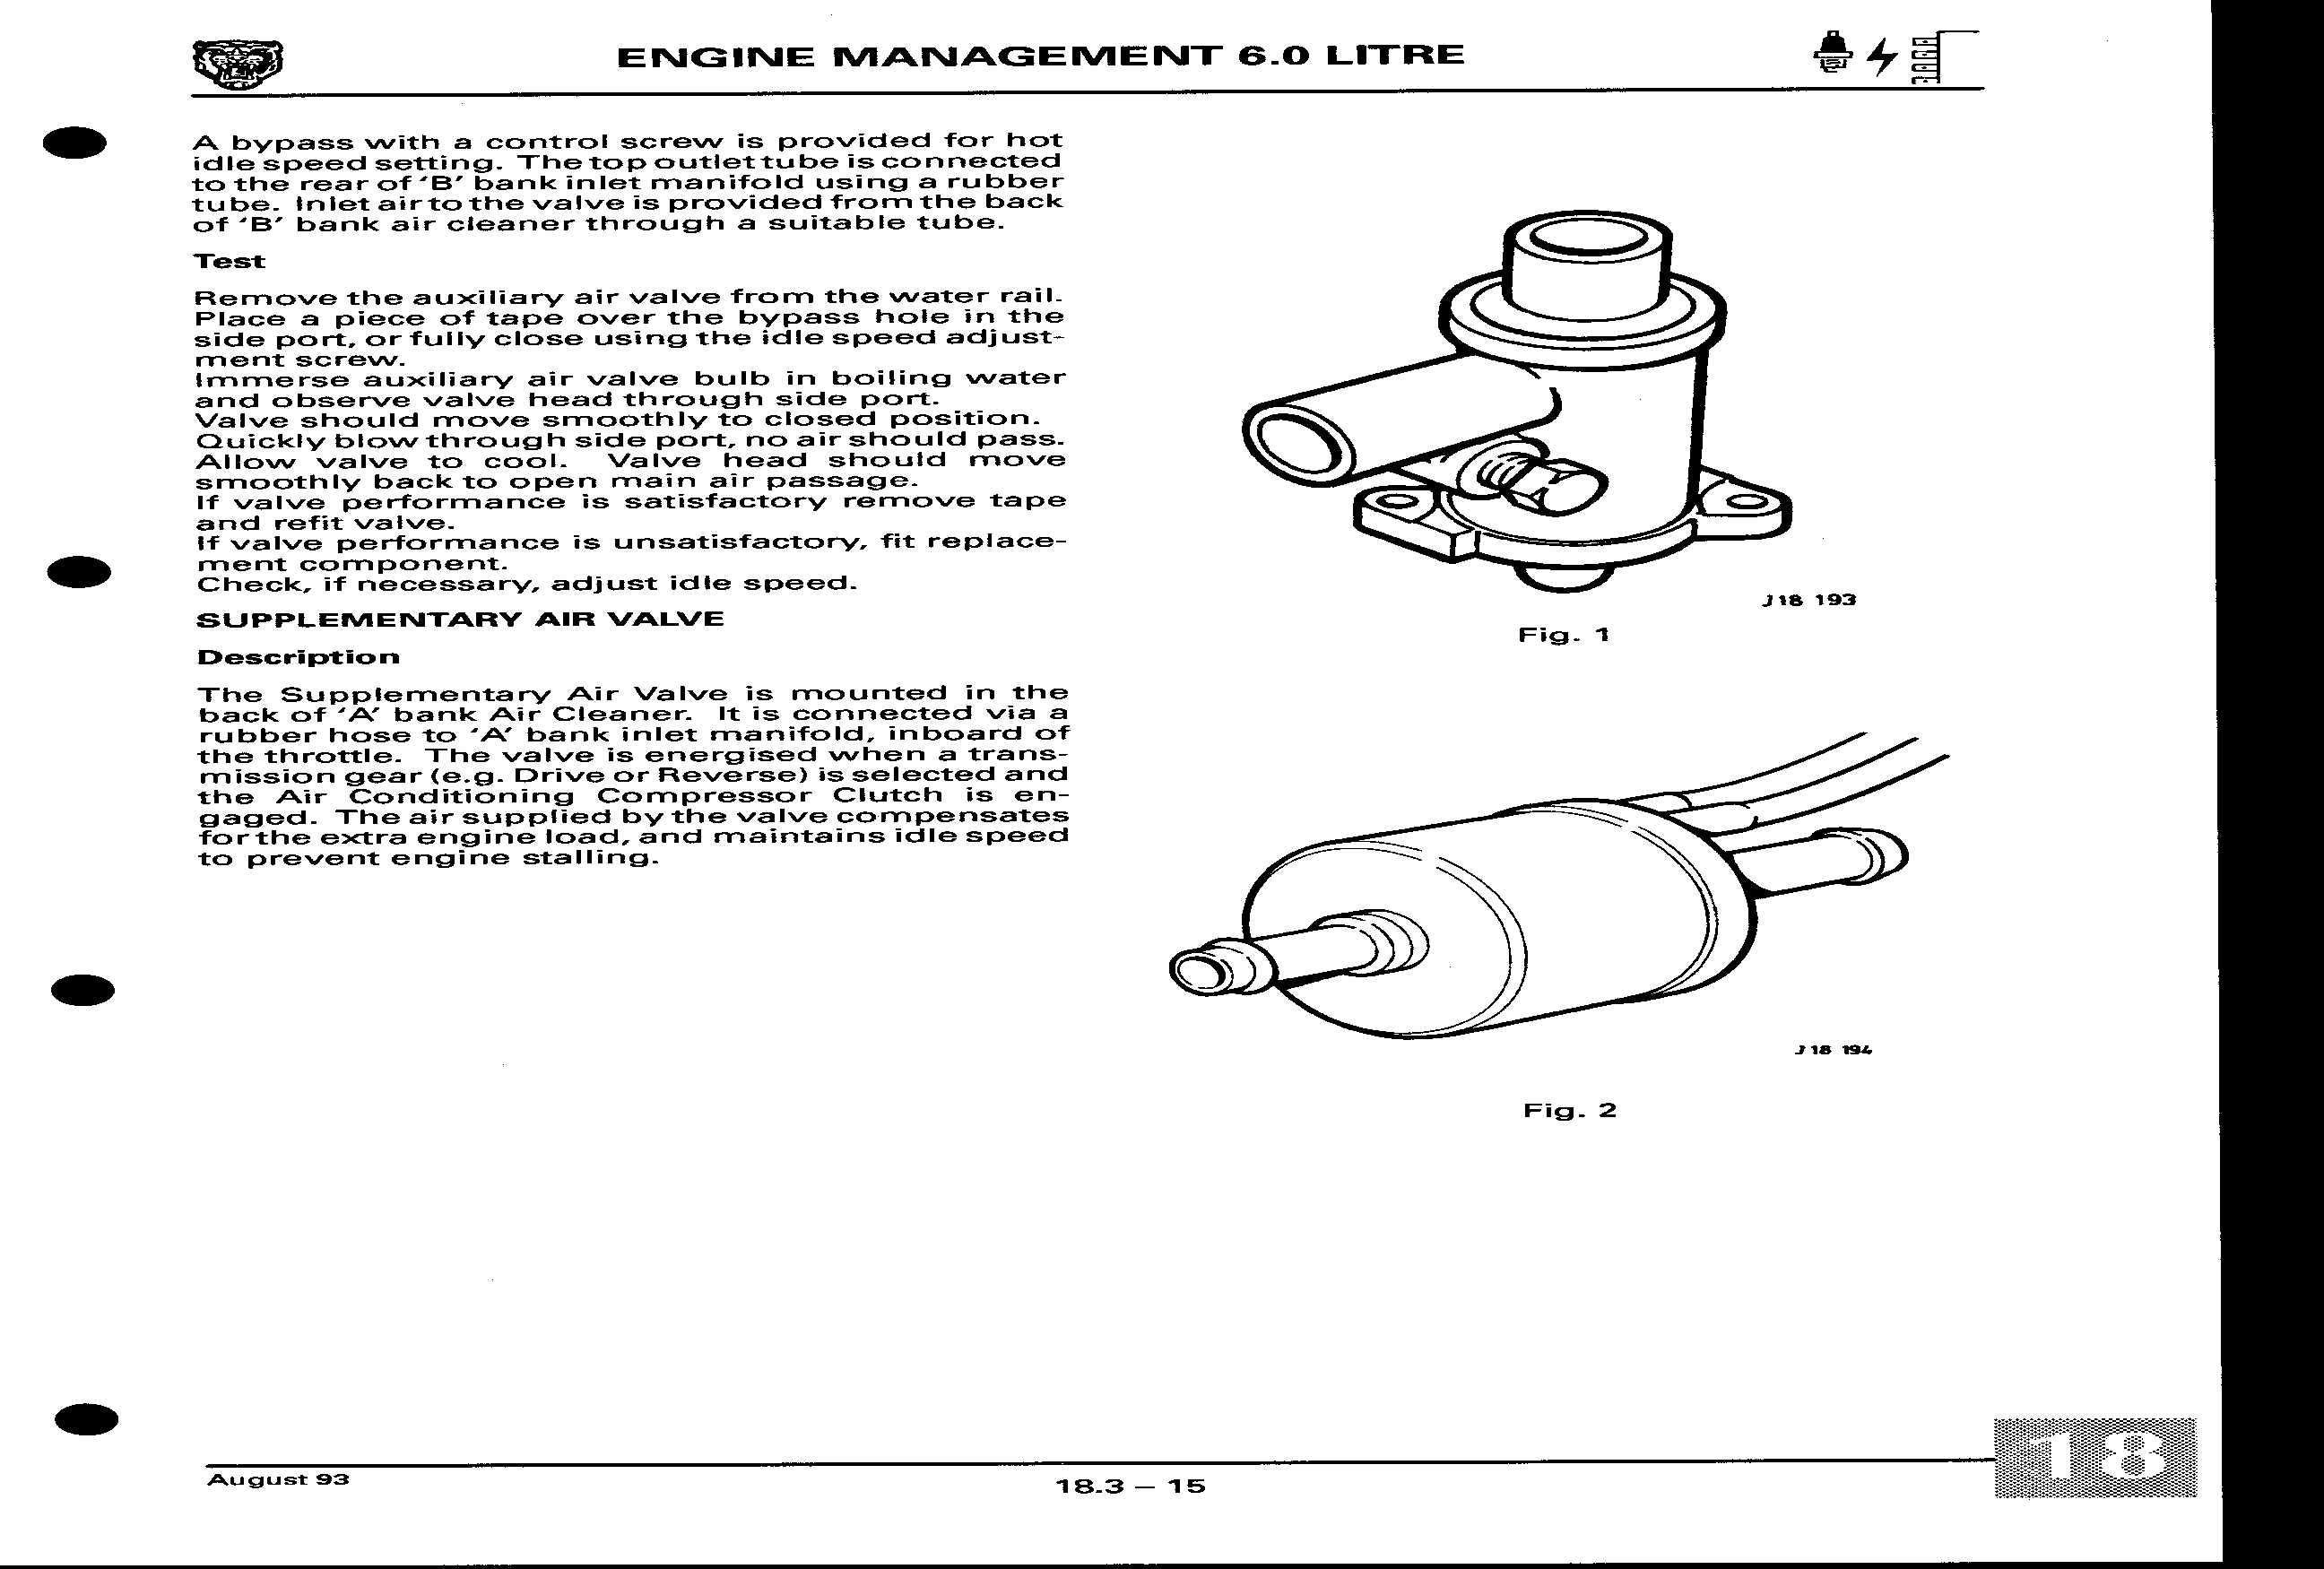 ENGINE MANAGEMENT 6.0 LITRE
A bypass with a control screw is provided for hot
idle speed setting. The top outlet tube is connected
to the rear of 'B' bank inlet manifold using a rubber
tube. Inlet air to the valve is provided from the back
of 'B' bank air cleaner through a suitable tube.
Test
Remove the auxiliary air valve from the water rail.
Place a piece of tape over the bypass hole in the
side port, or fully close using the idle speed adjust-
ment screw.
Immerse auxiliary air valve bulb in boiling water
and observe valve head through side port.
Valve should move smoothly to closed position.
Quickly blow through side port, no air should pass.
Allow valve to cool. Valve head should move
smoothly back to open main air passage.
If valve performance is satisfactory remove tape
and refit valve.
If valve performance is unsatisfactory, fit replace-
ment component.
Check, if necessary, adjust idle speed.
SUPPLEMENTARY AIR VALVE
Description
The Supplementary Air Valve is mounted in the
back of 'A' bank Air Cleaner. It is connected via a
rubber hose to 'A' bank inlet manifold, inboard of
the throttle. The valve is energised when a trans-
mission gear (e.g. Drive or Reverse) is selected and
the Air Conditioning Compressor Clutch is en-
gaged. The air supplied by the valve compensates
for the extra engine load, and maintains idle speed
to prevent engine stalling.
J18 193
Fig. 1
J18 194
Fig. 2
August 93
18.3 – 15
18